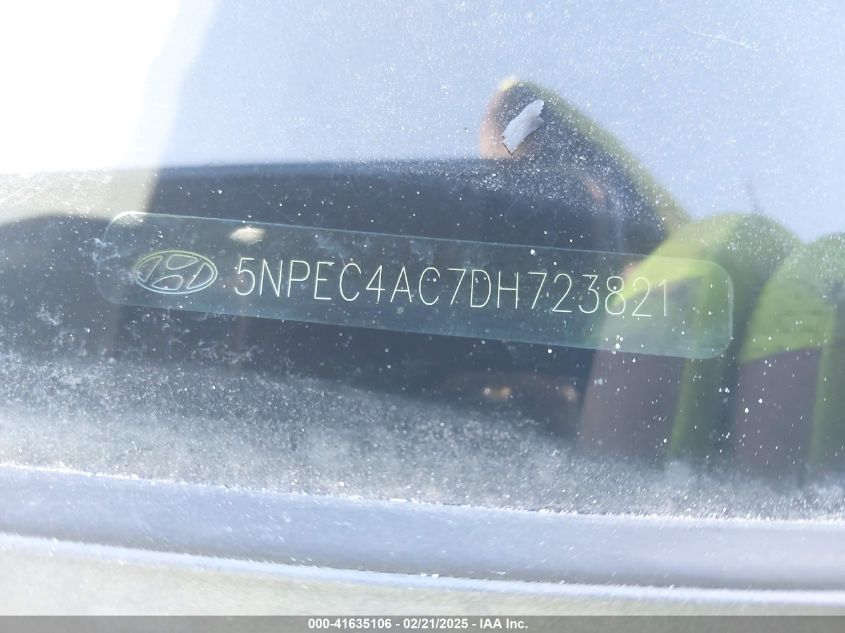 5NPEC4AC7DH723821
000-41635106 - 02/21/2025 - IAA Inc.